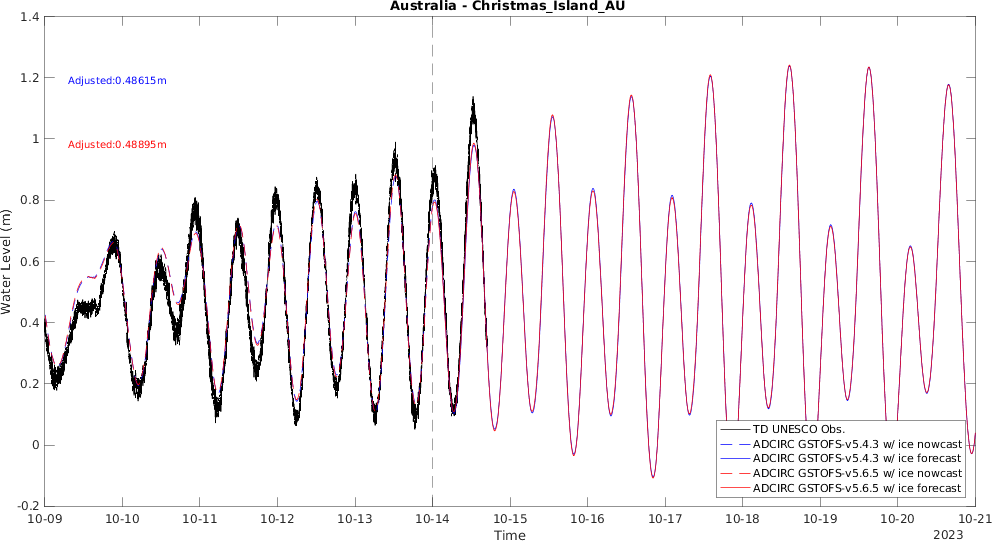 Australia - Christmas_Island_AU
1.4
1.2
1
0.8
0.6
0.4
0.2
0
-0.2
Water Level (m)
Adjusted:0.48615m
Adjusted:0.48895m
TD UNESCO Obs.
ADCIRC GSTOFS-v5.4.3 w/ ice nowcast
ADCIRC GSTOFS-v5.4.3 w/ ice forecast
ADCIRC GSTOFS-v5.6.5 w/ ice nowcast
ADCIRC GSTOFS-v5.6.5 w/ ice forecast
10-09 10-10 10-11 10-12 10-13 10-14 10-15 10-16 10-17 10-18 10-19 10-20 10-21
Time
2023